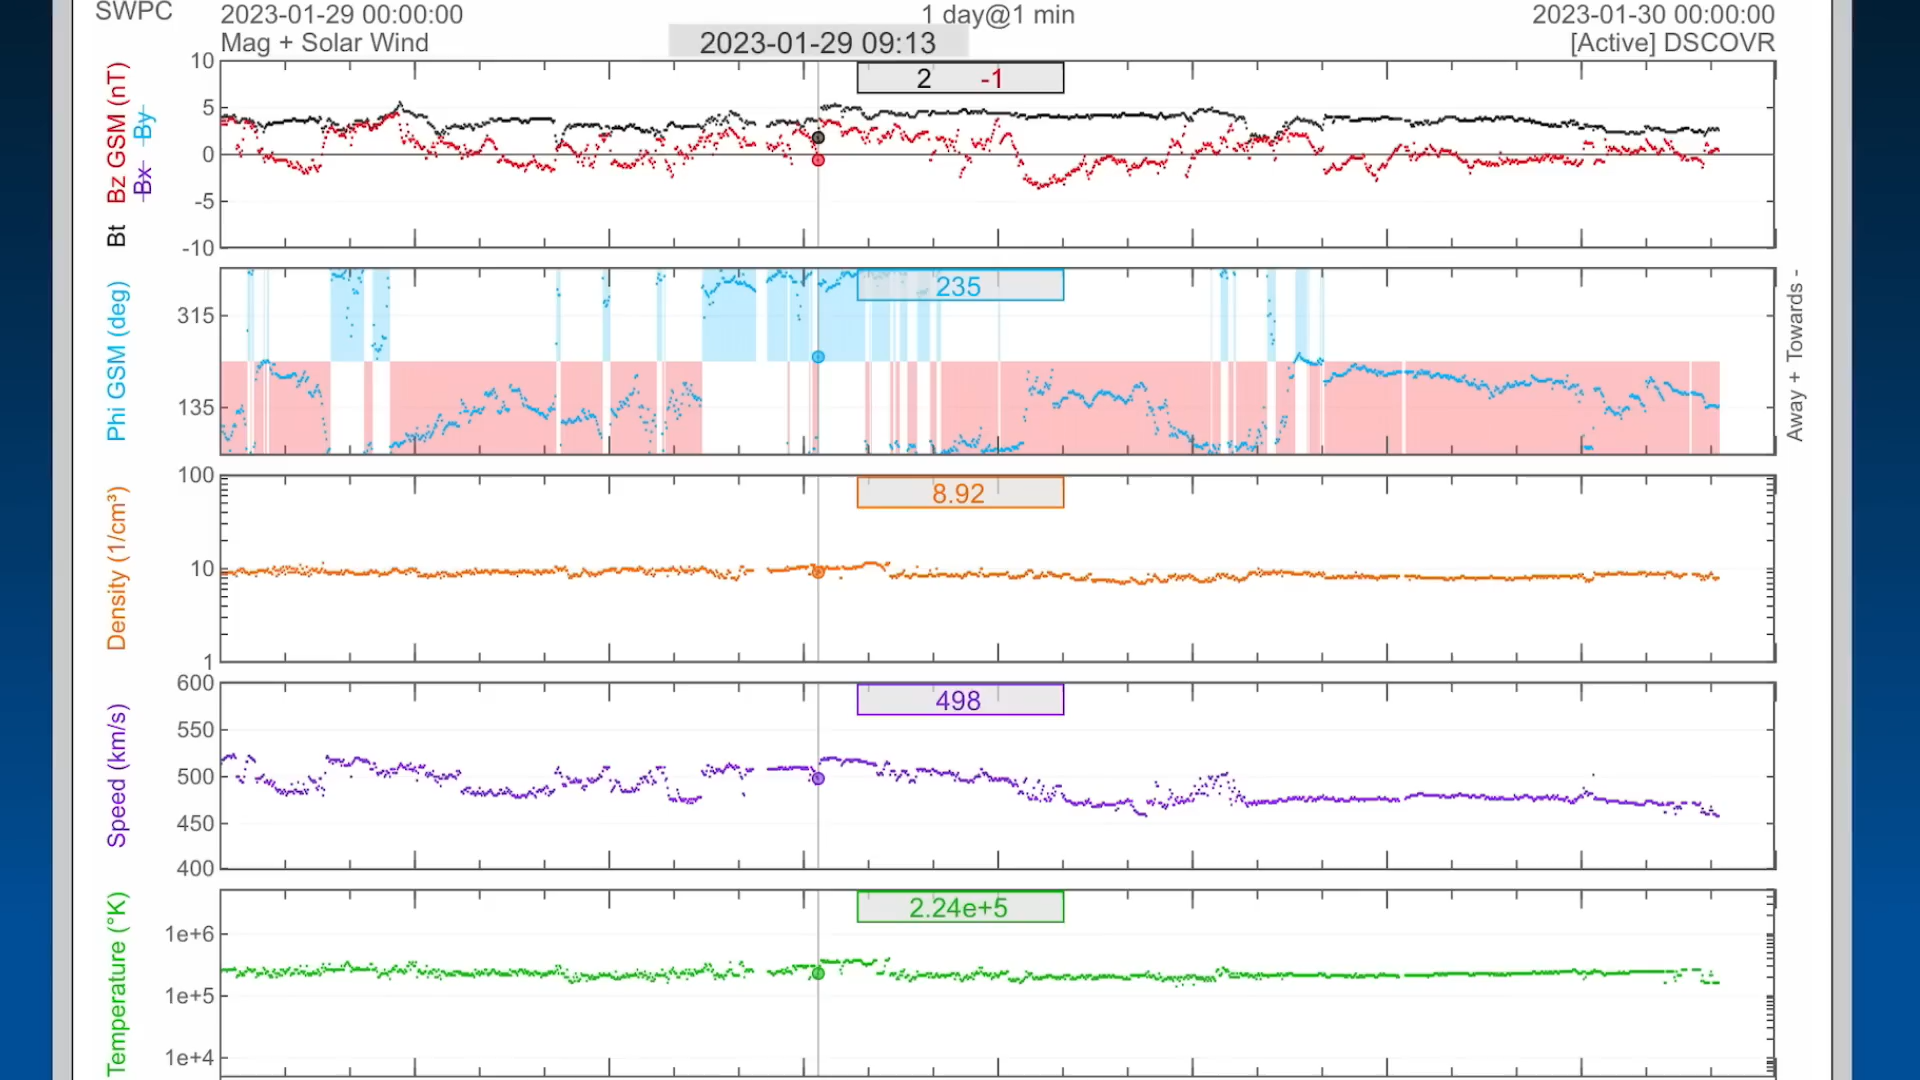 SWPC 2023-01-29 00:00:00 1 day@1 min 2023-01-30 00:00:00
Mag + Solar Wind 2023-01-29 09:13 [Active] DSCOVR
Bt Bz GSM (nT)
Bx By
10
5
0
-5
-10
2 -1
Phi GSM (deg)
315
135
235
Away + Towards -
Density (1/cm³)
100
10
1
8.92
Speed (km/s)
600
550
500
450
400
498
Temperature (°K)
1e+6
1e+5
1e+4
2.24e+5